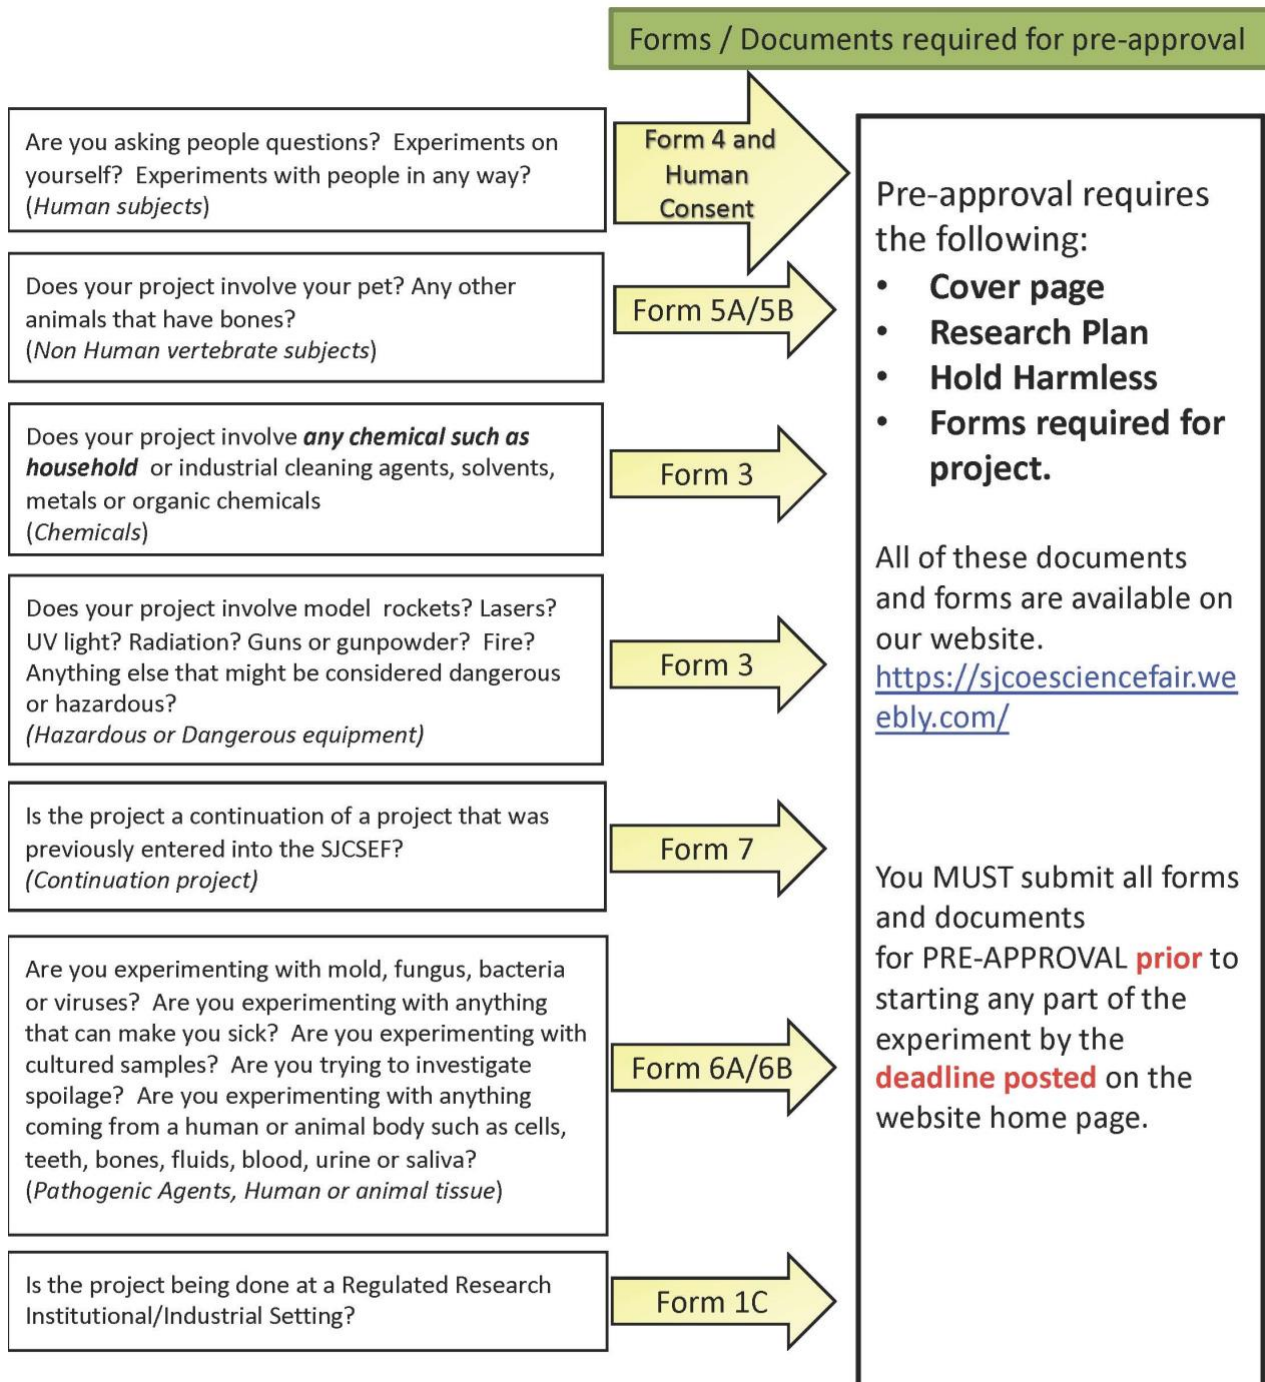 Forms / Documents required for pre-approval
Are you asking people questions?  Experiments on
yourself?  Experiments with people in any way?
(Human subjects)
Form 4 and
Human
Consent
Does your project involve your pet? Any other
animals that have bones?
(Non Human vertebrate subjects)
Form 5A/5B
Does your project involve any chemical such as
household  or industrial cleaning agents, solvents,
metals or organic chemicals
(Chemicals)
Form 3
Does your project involve model  rockets? Lasers?
UV light? Radiation? Guns or gunpowder?  Fire?
Anything else that might be considered dangerous
or hazardous?
(Hazardous or Dangerous equipment)
Form 3
Is the project a continuation of a project that was
previously entered into the SJCSEF?
(Continuation project)
Form 7
Are you experimenting with mold, fungus, bacteria
or viruses?  Are you experimenting with anything
that can make you sick?  Are you experimenting with
cultured samples?  Are you trying to investigate
spoilage?  Are you experimenting with anything
coming from a human or animal body such as cells,
teeth, bones, fluids, blood, urine or saliva?
(Pathogenic Agents, Human or animal tissue)
Form 6A/6B
Is the project being done at a Regulated Research
Institutional/Industrial Setting?
Form 1C
Pre-approval requires
the following:
• Cover page
• Research Plan
• Hold Harmless
• Forms required for
project.
All of these documents
and forms are available on
our website.
https://sjcoesciencefair.we
ebly.com/
You MUST submit all forms
and documents
for PRE-APPROVAL prior to
starting any part of the
experiment by the
deadline posted on the
website home page.